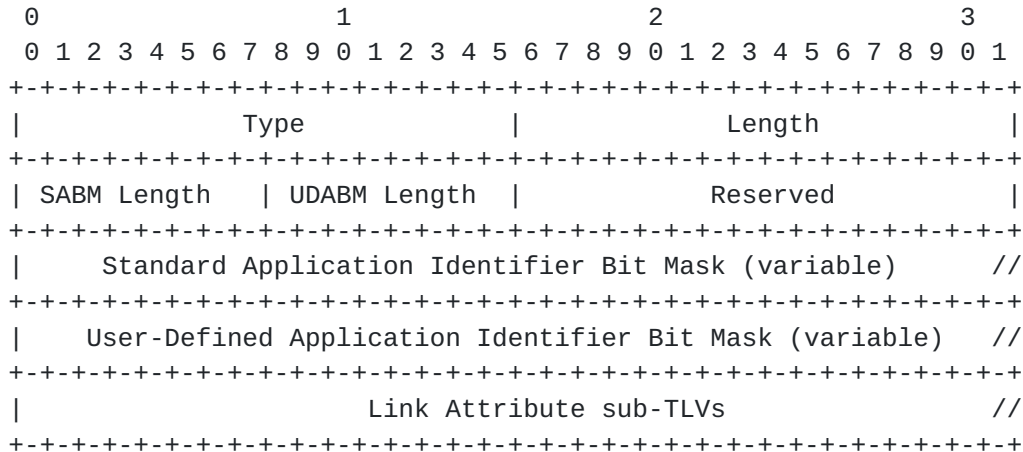 0                   1                   2                   3
 0 1 2 3 4 5 6 7 8 9 0 1 2 3 4 5 6 7 8 9 0 1 2 3 4 5 6 7 8 9 0 1
+-+-+-+-+-+-+-+-+-+-+-+-+-+-+-+-+-+-+-+-+-+-+-+-+-+-+-+-+-+-+-+-+
|              Type             |             Length            |
+-+-+-+-+-+-+-+-+-+-+-+-+-+-+-+-+-+-+-+-+-+-+-+-+-+-+-+-+-+-+-+-+
| SABM Length   | UDABM Length  |            Reserved           |
+-+-+-+-+-+-+-+-+-+-+-+-+-+-+-+-+-+-+-+-+-+-+-+-+-+-+-+-+-+-+-+-+
|     Standard Application Identifier Bit Mask (variable)      //
+-+-+-+-+-+-+-+-+-+-+-+-+-+-+-+-+-+-+-+-+-+-+-+-+-+-+-+-+-+-+-+-+
|    User-Defined Application Identifier Bit Mask (variable)   //
+-+-+-+-+-+-+-+-+-+-+-+-+-+-+-+-+-+-+-+-+-+-+-+-+-+-+-+-+-+-+-+-+
|                      Link Attribute sub-TLVs                 //
+-+-+-+-+-+-+-+-+-+-+-+-+-+-+-+-+-+-+-+-+-+-+-+-+-+-+-+-+-+-+-+-+